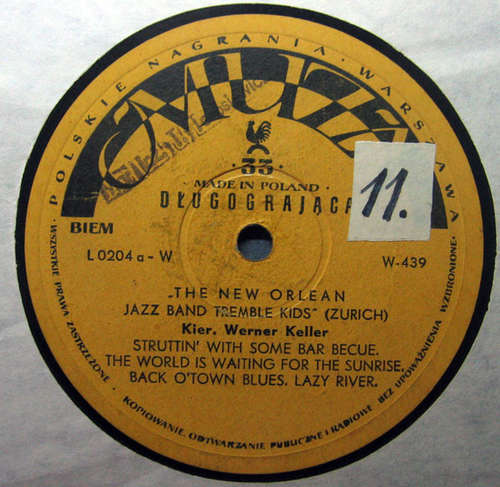 POLSKIE NAGRANIA · WARSZAWA
MUZA
· 33 ·
· MADE IN POLAND ·
DŁUGOGRAJĄCA
11.
BIEM
L 0204 a - W
W-439
„THE NEW ORLEAN
JAZZ BAND TREMBLE KIDS" (ZURICH)
Kier. Werner Keller
STRUTTIN' WITH SOME BAR BECUE.
THE WORLD IS WAITING FOR THE SUNRISE.
BACK O'TOWN BLUES. LAZY RIVER.
· WSZYSTKIE PRAWA ZASTRZEŻONE · KOPIOWANIE, ODTWARZANIE PUBLICZNE I RADIOWE BEZ UPOWAŻNIENIA WZBRONIONE ·